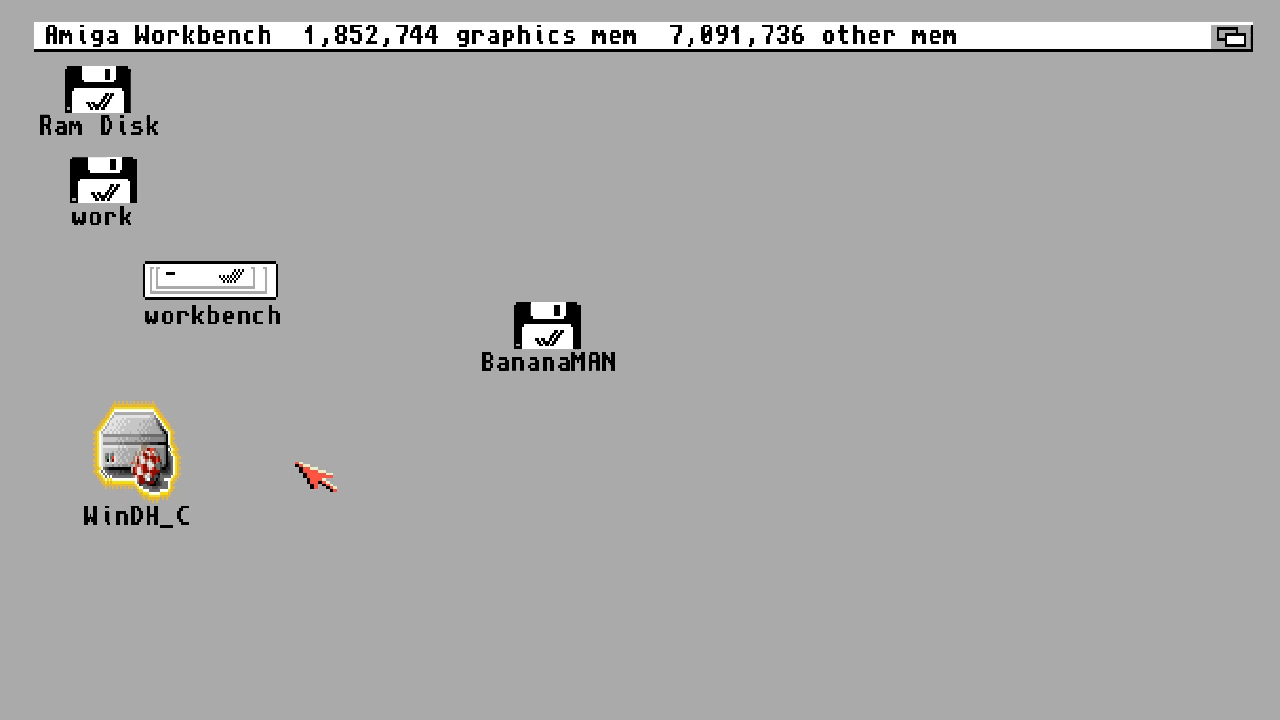 Amiga Workbench 1,852,744 graphics mem 7,091,736 other mem
Ram Disk
work
workbench
BananaMAN
WinDH_C